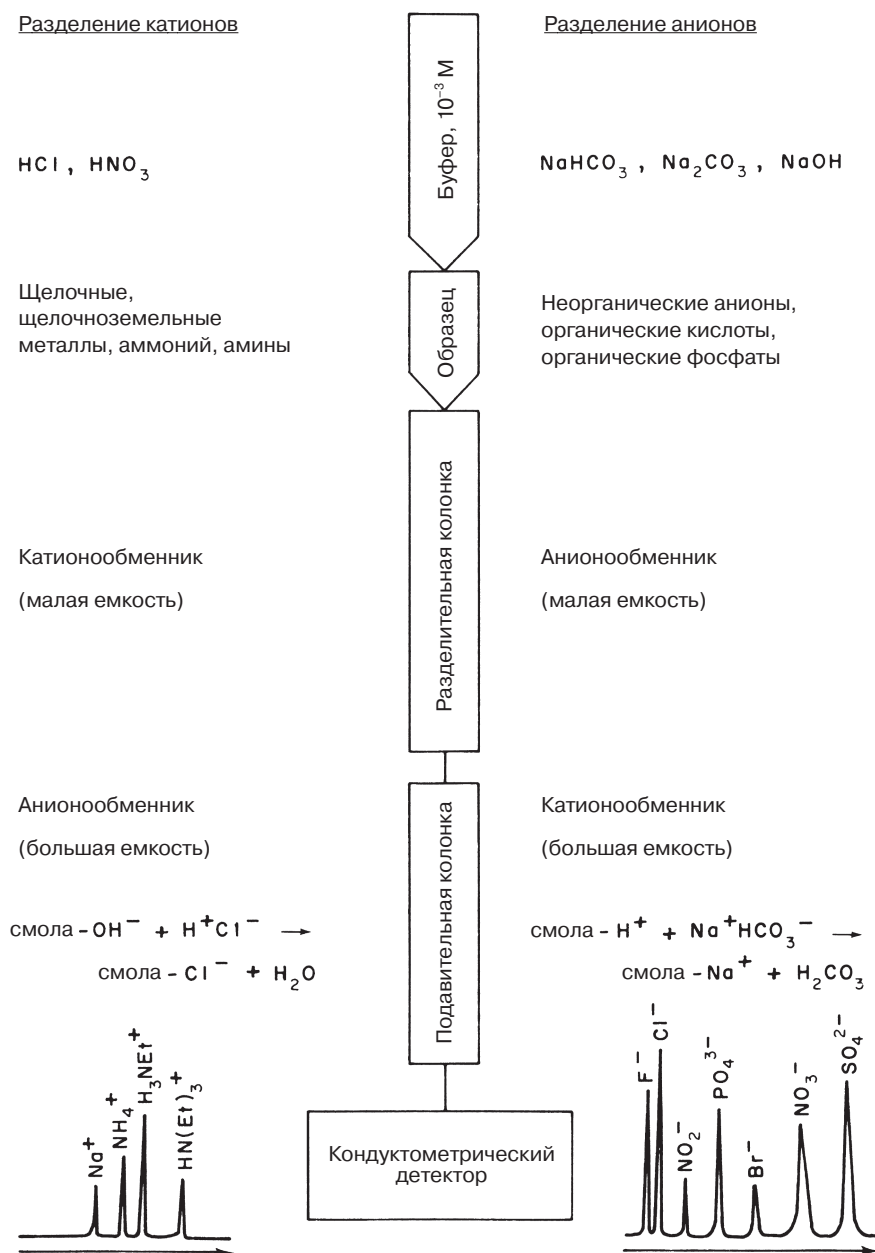 Разделение катионов
Разделение анионов
Буфер, 10⁻³ М
HCl, HNO₃
NaHCO₃, Na₂CO₃, NaOH
Щелочные,
щелочноземельные
металлы, аммоний, амины
Образец
Неорганические анионы,
органические кислоты,
органические фосфаты
Разделительная колонка
Катионообменник
(малая емкость)
Анионообменник
(малая емкость)
Подавительная колонка
Анионообменник
(большая емкость)
Катионообменник
(большая емкость)
смола - OH⁻ + H⁺Cl⁻ →
смола - Cl⁻ + H₂O
смола - H⁺ + Na⁺HCO₃⁻ →
смола - Na⁺ + H₂CO₃
Na⁺
NH₄⁺
H₃NEt⁺
HN(Et)₃⁺
Кондуктометрический
детектор
F⁻
Cl⁻
NO₂⁻
PO₄³⁻
Br⁻
NO₃⁻
SO₄²⁻